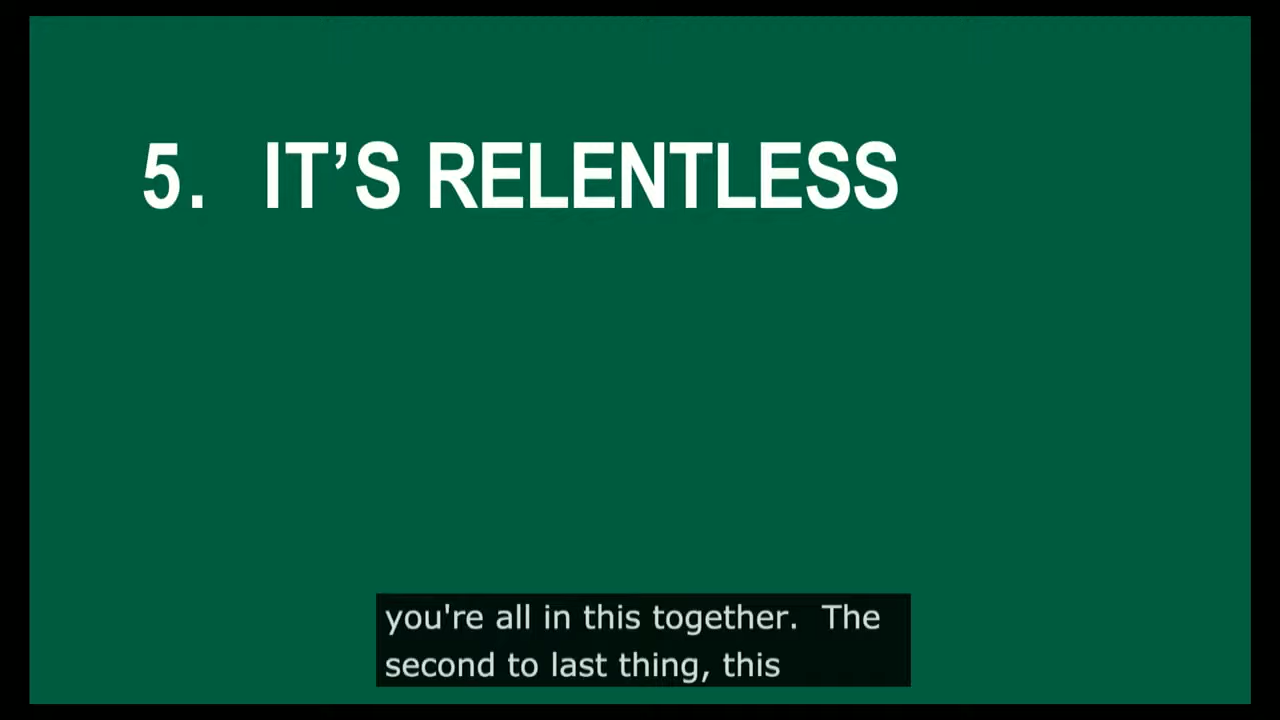 5. IT’S RELENTLESS
you're all in this together.  The
second to last thing, this